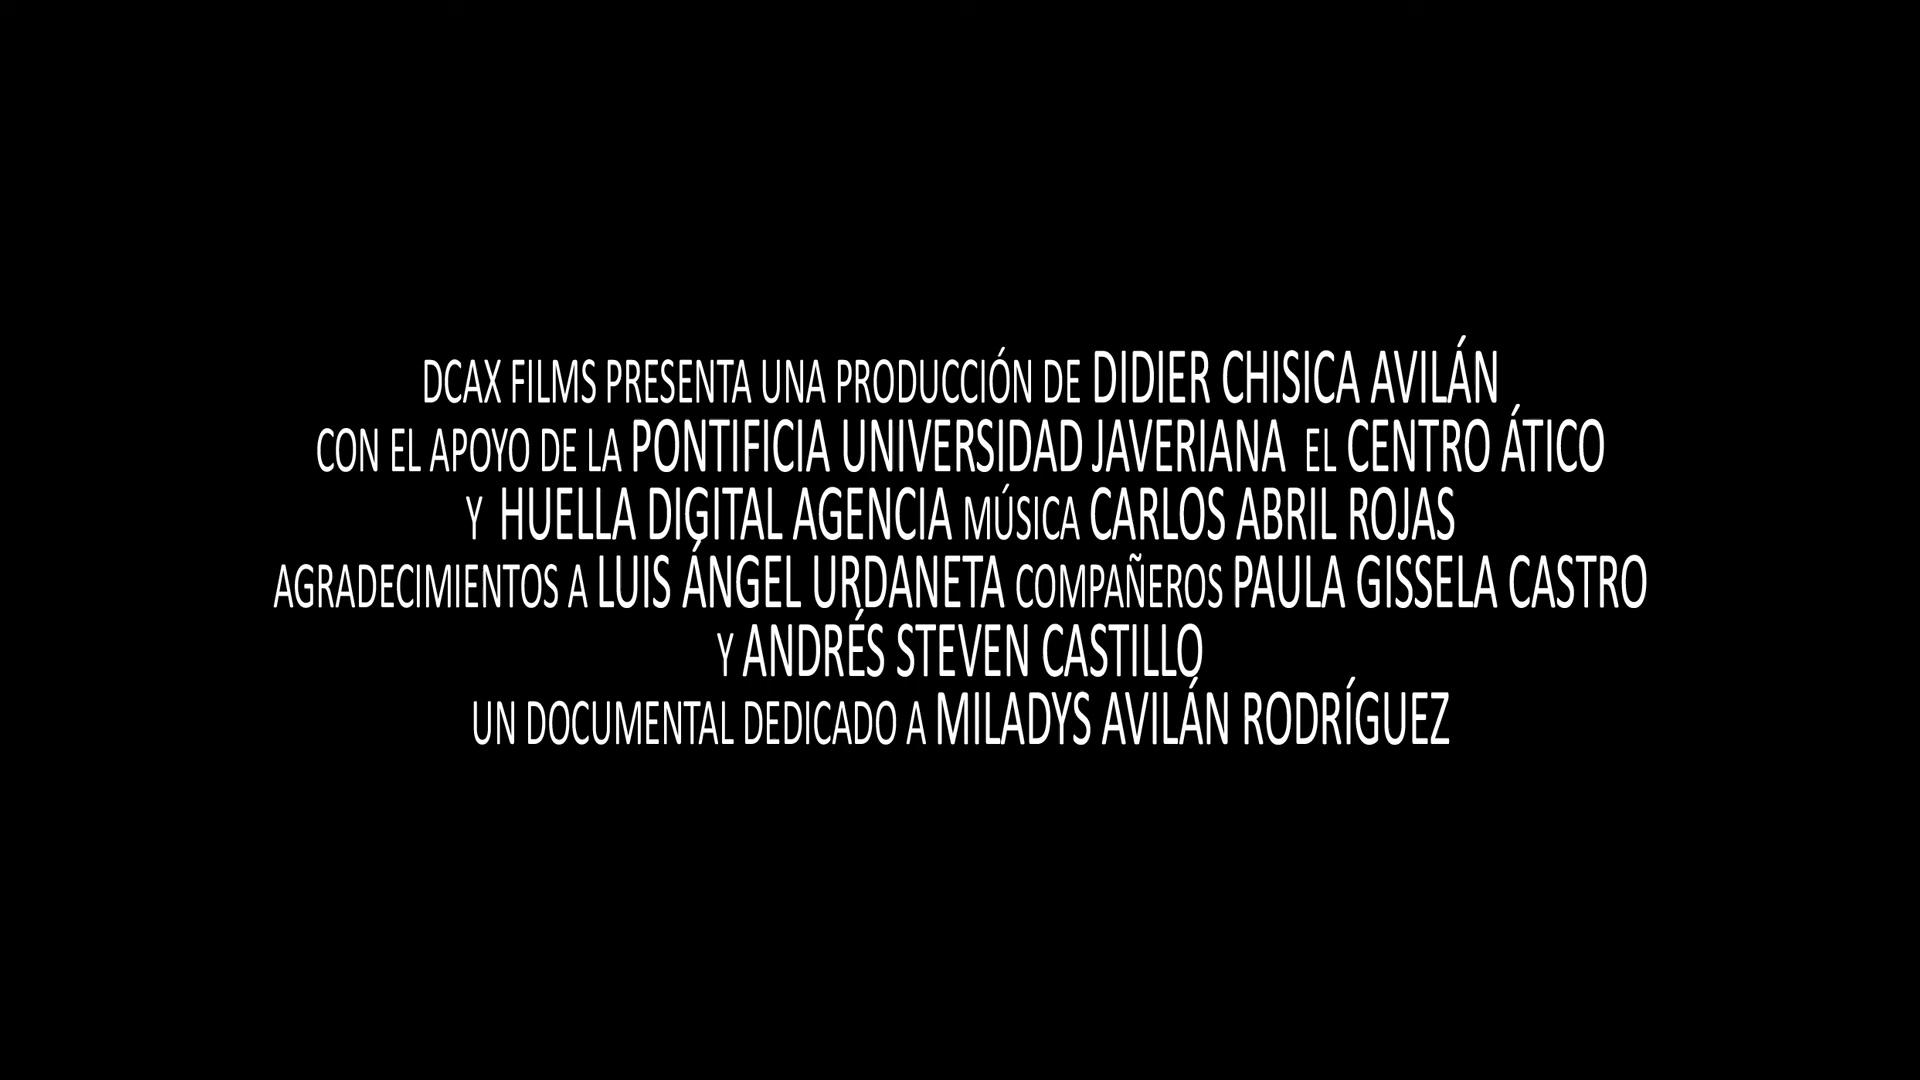 DCAX FILMS PRESENTA UNA PRODUCCIÓN DE DIDIER CHISICA AVILÁN
CON EL APOYO DE LA PONTIFICIA UNIVERSIDAD JAVERIANA EL CENTRO ÁTICO
Y HUELLA DIGITAL AGENCIA MÚSICA CARLOS ABRIL ROJAS
AGRADECIMIENTOS A LUIS ÁNGEL URDANETA COMPAÑEROS PAULA GISSELA CASTRO
Y ANDRÉS STEVEN CASTILLO
UN DOCUMENTAL DEDICADO A MILADYS AVILÁN RODRÍGUEZ